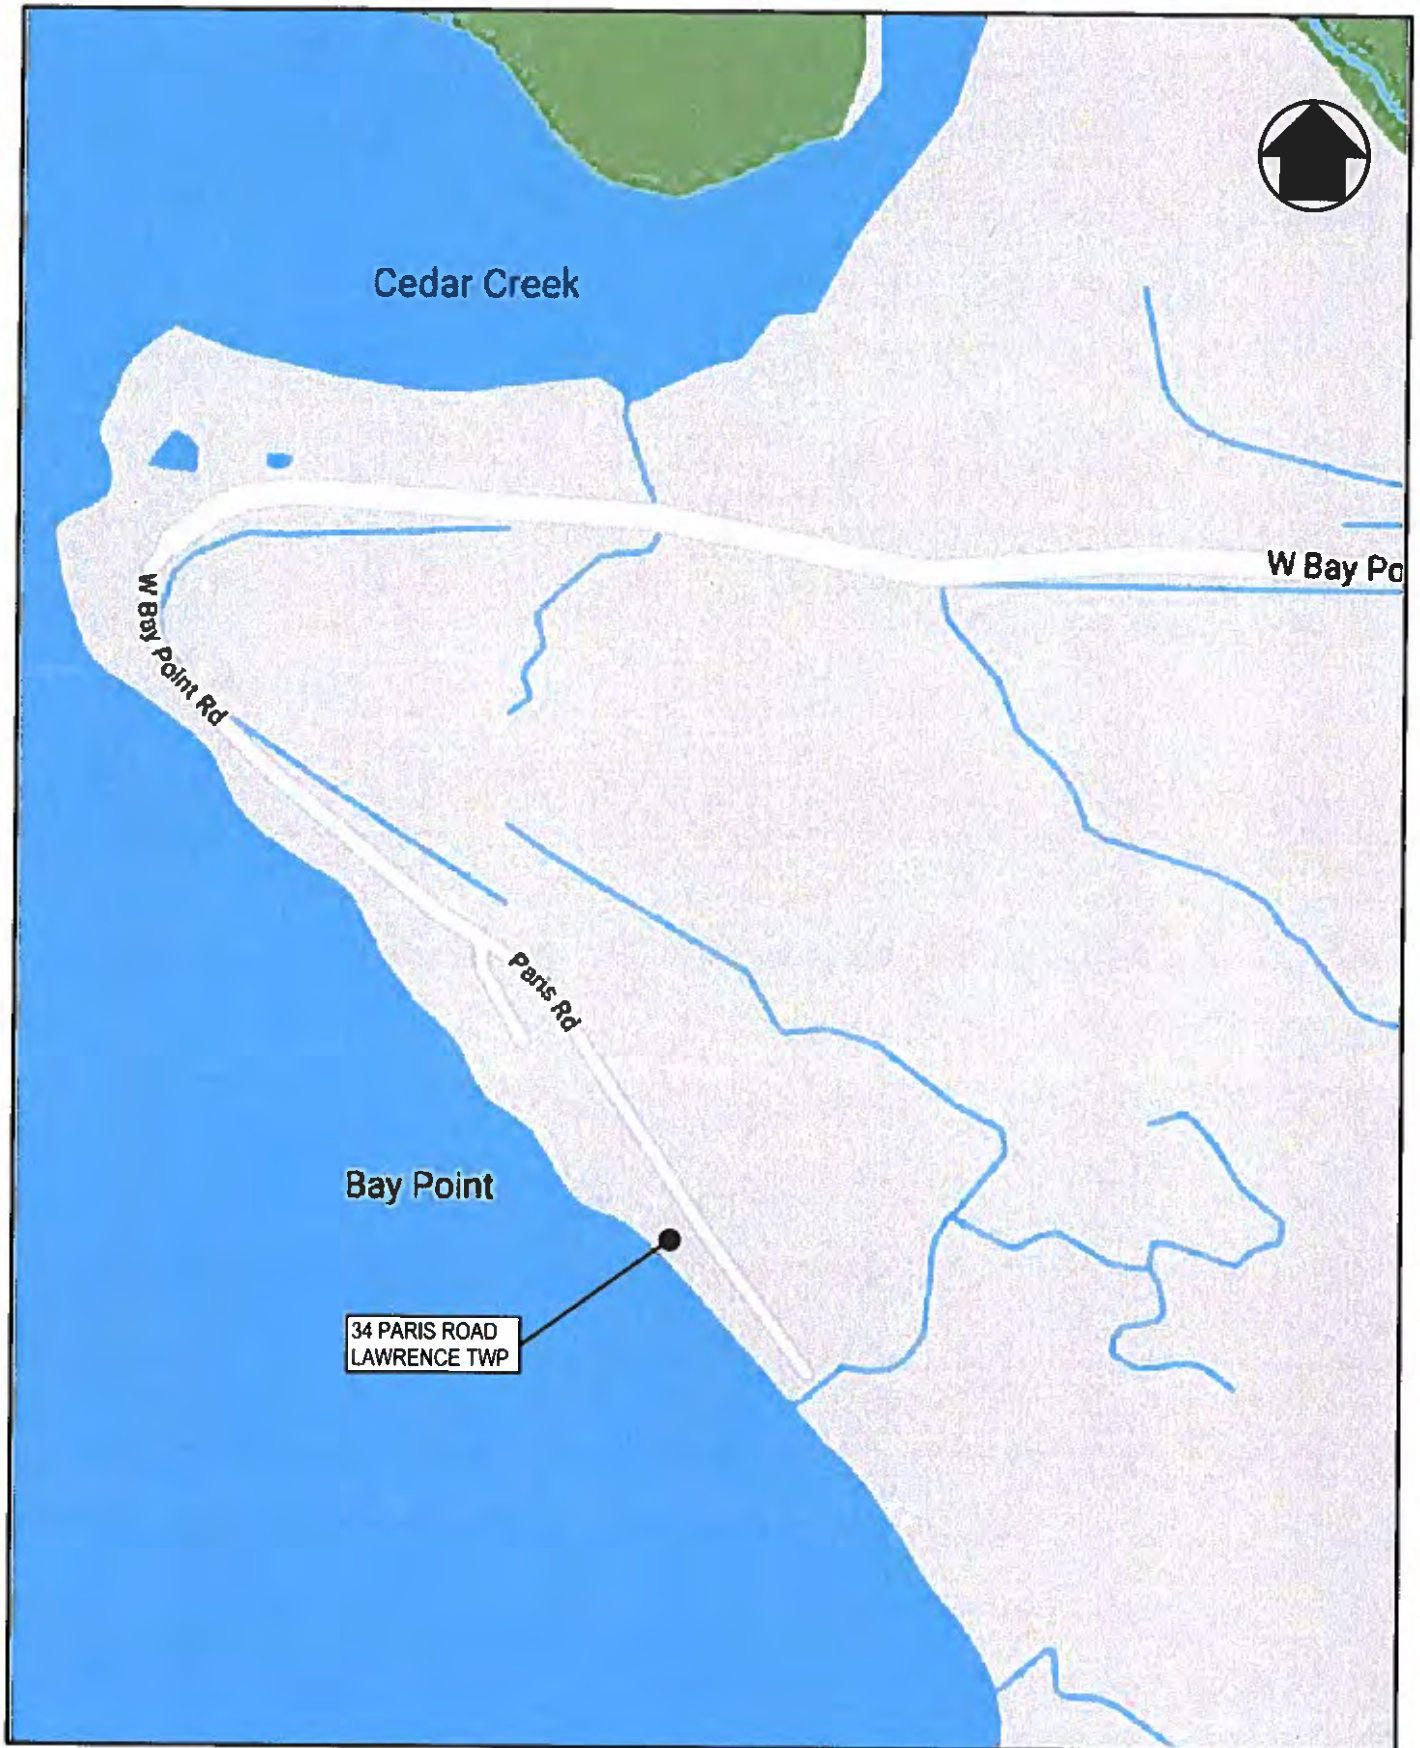 Cedar Creek
W Bay Po
W Bay Point Rd
Paris Rd
Bay Point
34 PARIS ROAD
LAWRENCE TWP